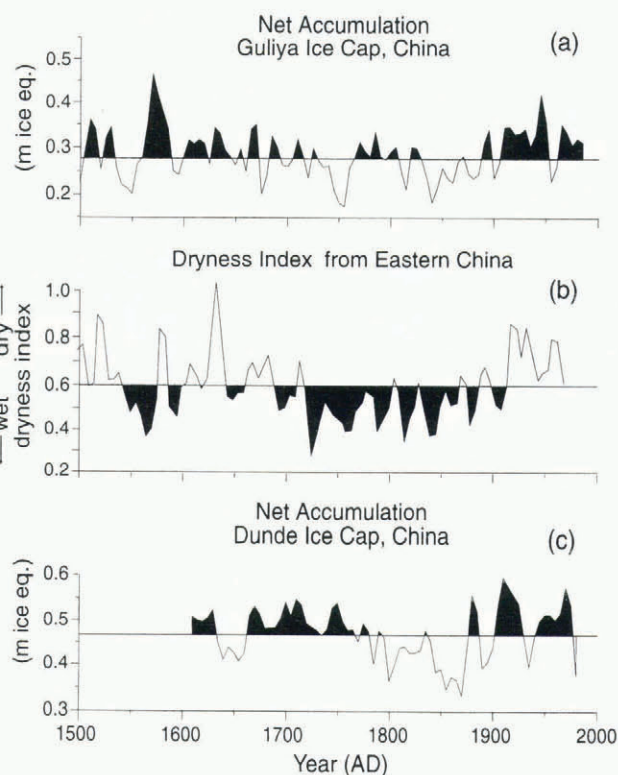 Net Accumulation
Guliya Ice Cap, China
(a)
(m ice eq.)
0.5
0.4
0.3
0.2
Dryness Index from Eastern China
(b)
←wet dry→
dryness index
1.0
0.8
0.6
0.4
0.2
Net Accumulation
Dunde Ice Cap, China
(c)
(m ice eq.)
0.6
0.5
0.4
0.3
1500 1600 1700 1800 1900 2000
Year (AD)